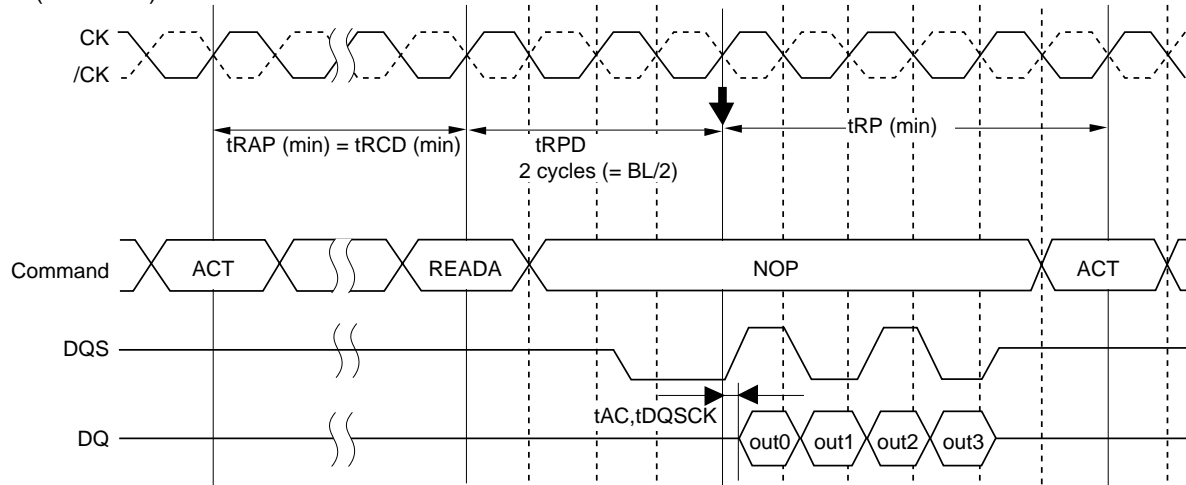 CK
/CK
tRAP (min) = tRCD (min)
tRPD
tRP (min)
2 cycles (= BL/2)
Command
ACT
READA
NOP
ACT
DQS
tAC,tDQSCK
DQ
out0
out1
out2
out3